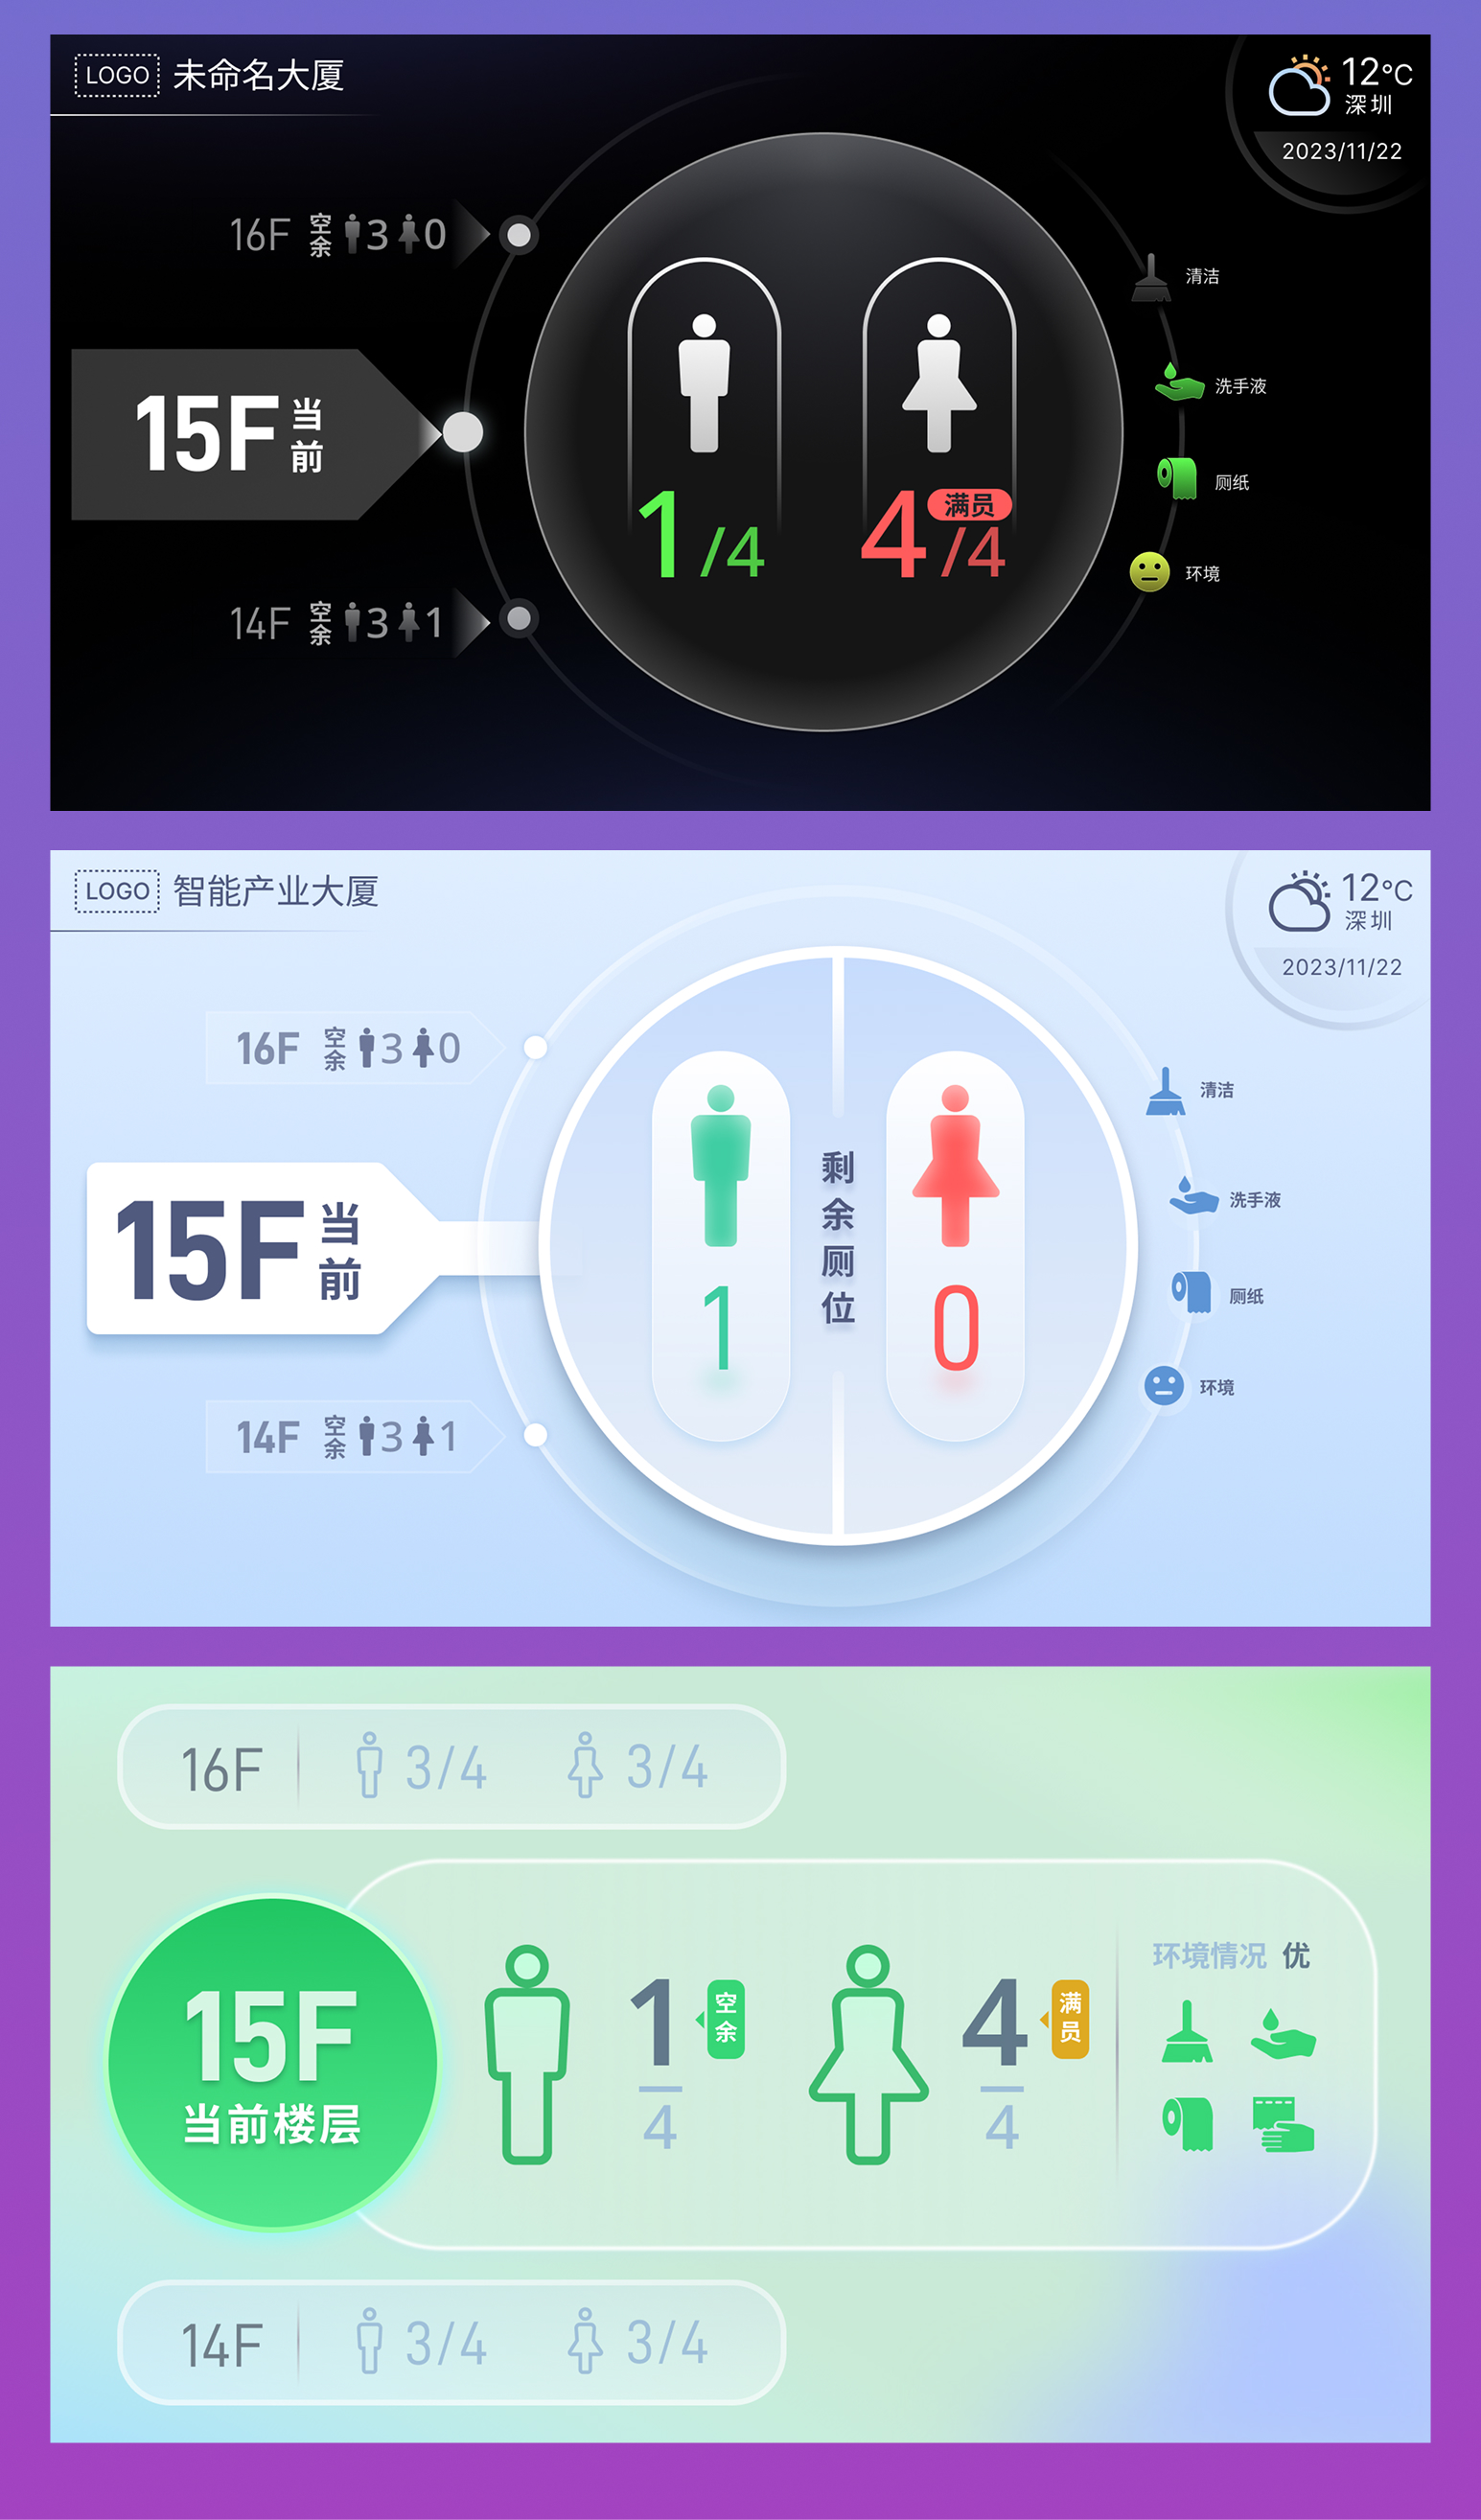 LOGO 未命名大厦
12°C
深圳
2023/11/22
16F 空余 3 0
清洁
15F 当前
洗手液
厕纸
1/4
4/4 满员
环境
14F 空余 3 1
LOGO 智能产业大厦
12°C
深圳
2023/11/22
16F 空余 3 0
清洁
15F 当前
剩余厕位
洗手液
厕纸
1
0
环境
14F 空余 3 1
16F 3/4 3/4
15F
当前楼层
1 空余
4
4 满员
4
环境情况 优
14F 3/4 3/4